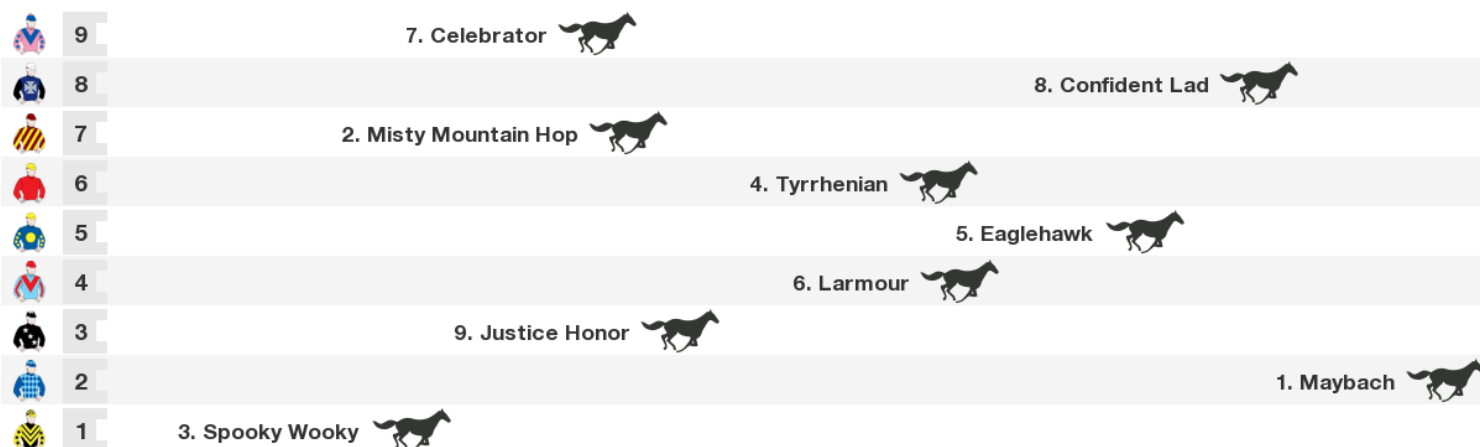 9 7. Celebrator
8 8. Confident Lad
7 2. Misty Mountain Hop
6 4. Tyrrhenian
5 5. Eaglehawk
4 6. Larmour
3 9. Justice Honor
2 1. Maybach
1 3. Spooky Wooky